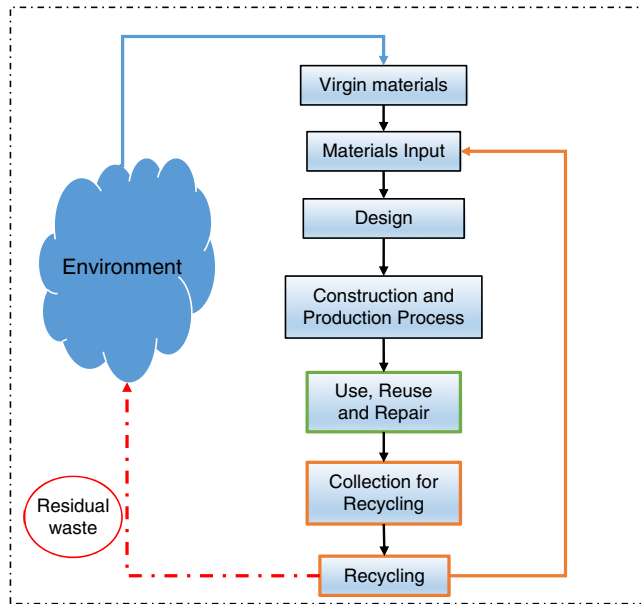 Virgin materials
Materials Input
Design
Environment
Construction and
Production Process
Use, Reuse
and Repair
Collection for
Recycling
Residual
waste
Recycling